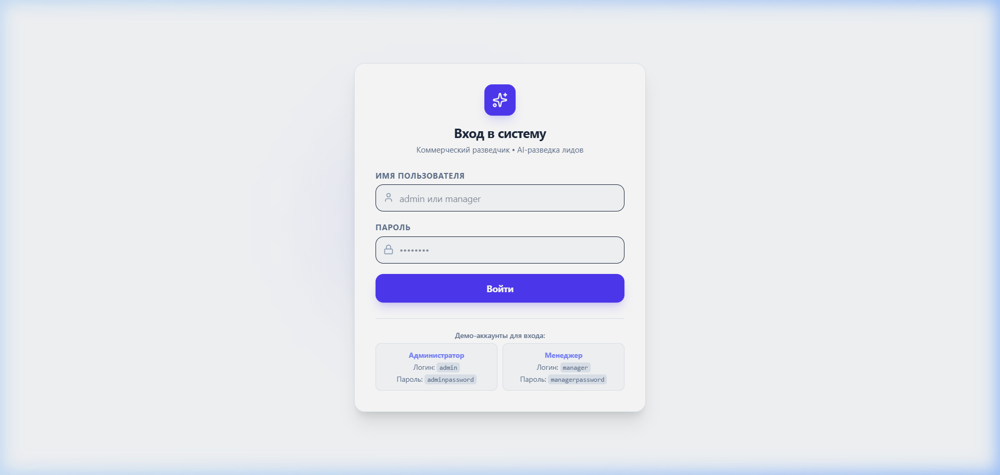 Вход в систему
Коммерческий разведчик • AI-разведка лидов
ИМЯ ПОЛЬЗОВАТЕЛЯ
admin или manager
ПАРОЛЬ
••••••••
Войти
Демо-аккаунты для входа:
Администратор
Логин: admin
Пароль: adminpassword
Менеджер
Логин: manager
Пароль: managerpassword